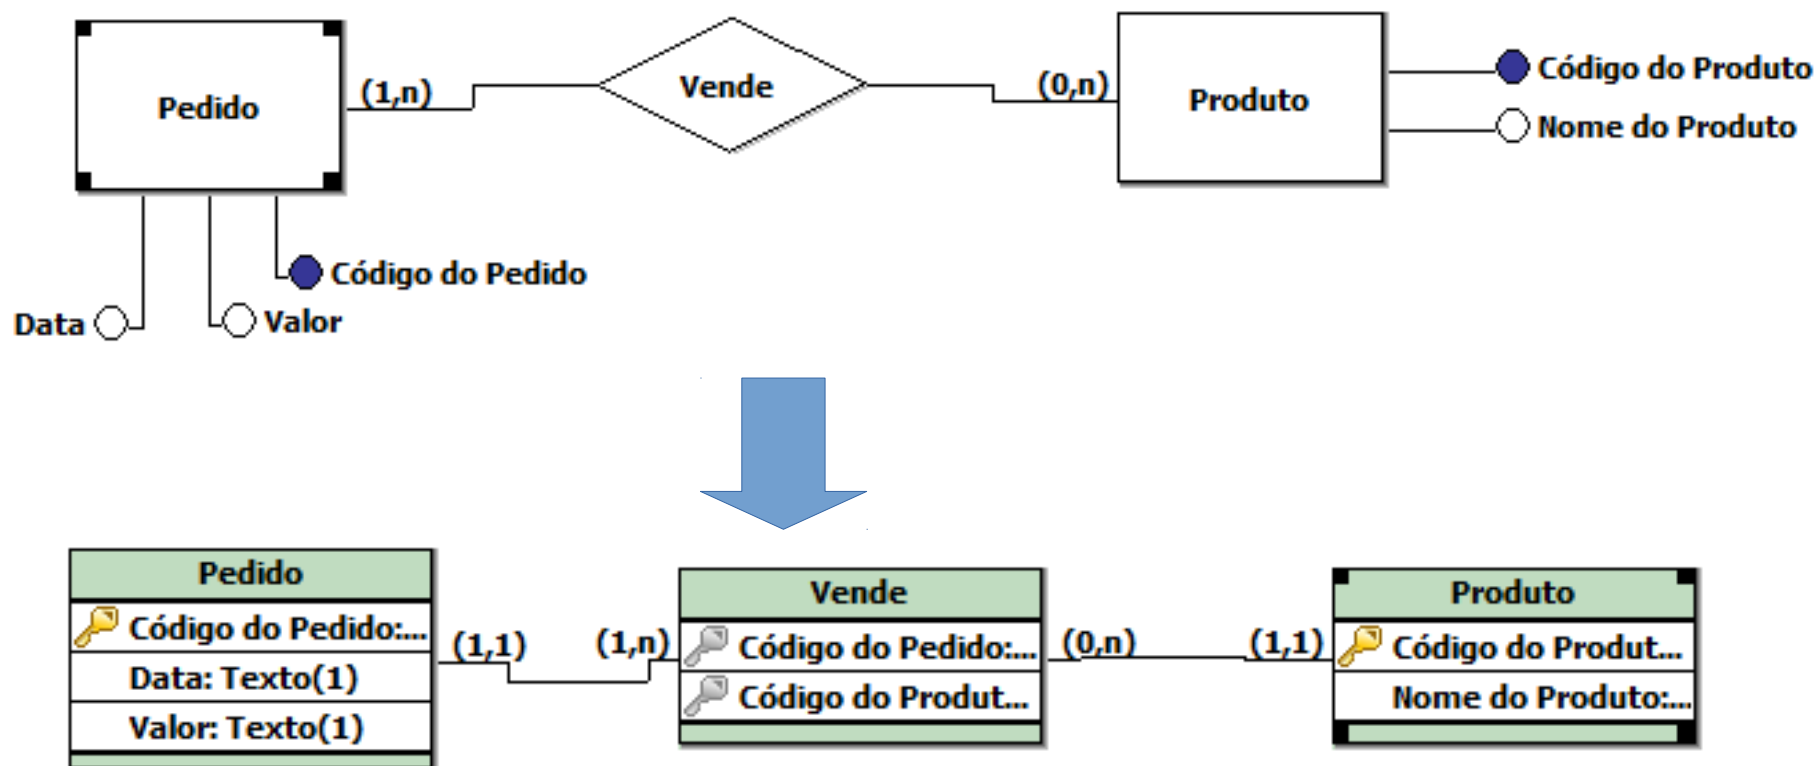 Pedido
(1,n)
Vende
(0,n)
Produto
Código do Produto
Nome do Produto
Código do Pedido
Data
Valor
Pedido
Código do Pedido:...
Data: Texto(1)
Valor: Texto(1)
(1,1)
(1,n)
Vende
Código do Pedido:...
Código do Produt...
(0,n)
(1,1)
Produto
Código do Produt...
Nome do Produto:...